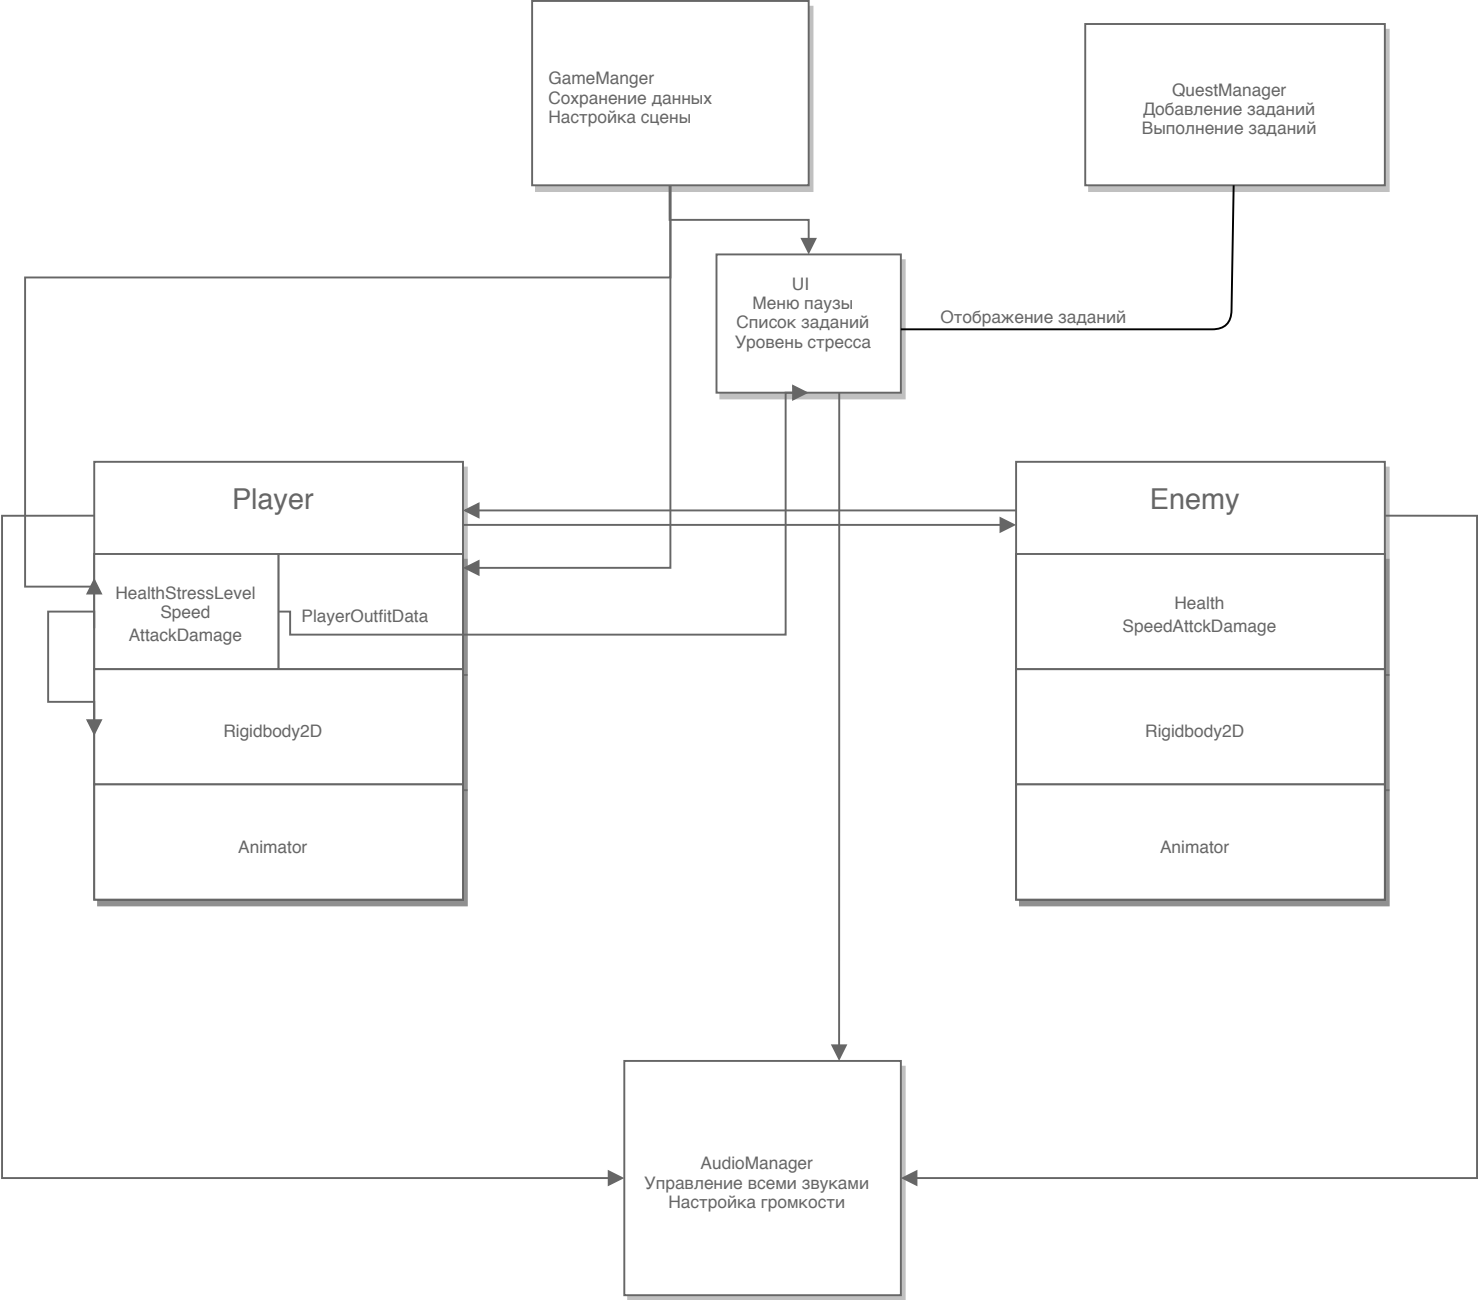 GameManger
Сохранение данных
Настройка сцены
QuestManager
Добавление заданий
Выполнение заданий
UI
Меню паузы
Список заданий
Уровень стресса
Отображение заданий
Player
HealthStressLevel
Speed
AttackDamage
PlayerOutfitData
Rigidbody2D
Animator
Enemy
Health
SpeedAttckDamage
Rigidbody2D
Animator
AudioManager
Управление всеми звуками
Настройка громкости